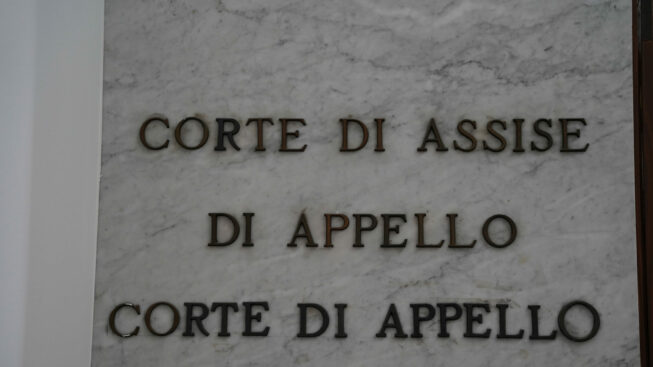 CORTE DI ASSISE
DI APPELLO
CORTE DI APPELLO